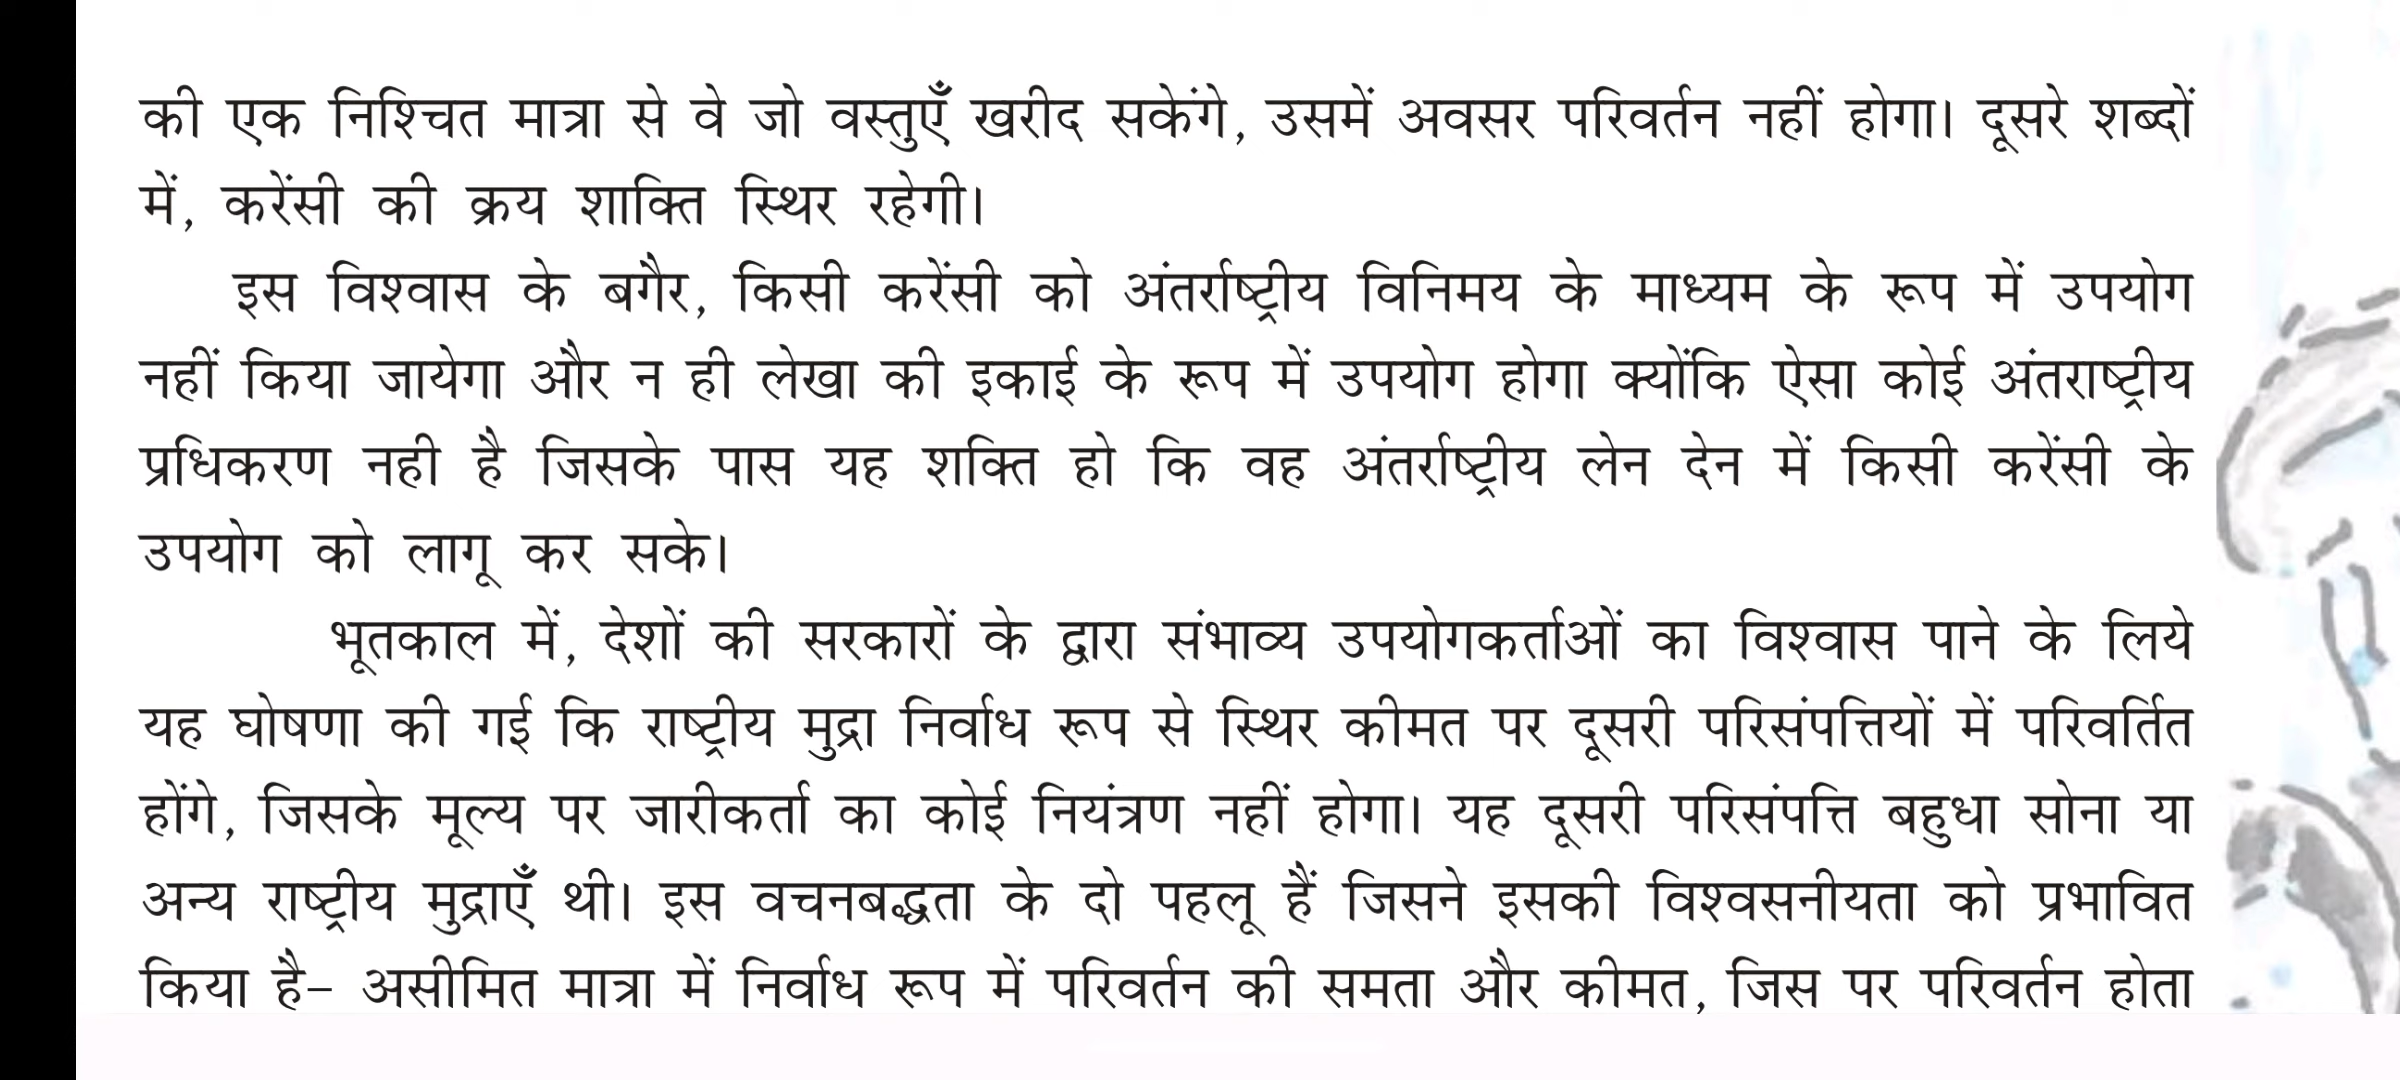 की एक निश्चित मात्रा से वे जो वस्तुएँ खरीद सकेंगे, उसमें अवसर परिवर्तन नहीं होगा। दूसरे शब्दों
में, करेंसी की क्रय शाक्ति स्थिर रहेगी।
इस विश्वास के बगैर, किसी करेंसी को अंतर्राष्ट्रीय विनिमय के माध्यम के रूप में उपयोग
नहीं किया जायेगा और न ही लेखा की इकाई के रूप में उपयोग होगा क्योंकि ऐसा कोई अंतराष्ट्रीय
प्रधिकरण नही है जिसके पास यह शक्ति हो कि वह अंतर्राष्ट्रीय लेन देन में किसी करेंसी के
उपयोग को लागू कर सके।
भूतकाल में, देशों की सरकारों के द्वारा संभाव्य उपयोगकर्ताओं का विश्वास पाने के लिये
यह घोषणा की गई कि राष्ट्रीय मुद्रा निर्वाध रूप से स्थिर कीमत पर दूसरी परिसंपत्तियों में परिवर्तित
होंगे, जिसके मूल्य पर जारीकर्ता का कोई नियंत्रण नहीं होगा। यह दूसरी परिसंपत्ति बहुधा सोना या
अन्य राष्ट्रीय मुद्राएँ थी। इस वचनबद्धता के दो पहलू हैं जिसने इसकी विश्वसनीयता को प्रभावित
किया है– असीमित मात्रा में निर्वाध रूप में परिवर्तन की समता और कीमत, जिस पर परिवर्तन होता